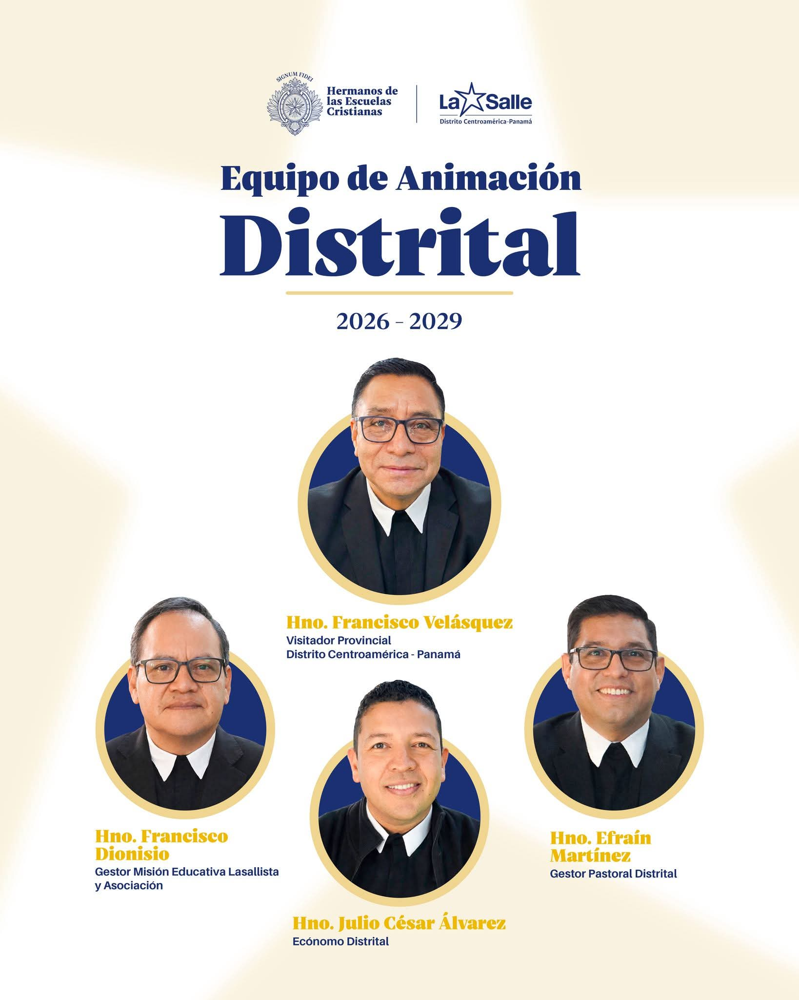 SIGNUM FIDEI
Hermanos de
las Escuelas
Cristianas
La Salle
Distrito Centroamérica-Panamá
Equipo de Animación
Distrital
2026 - 2029
Hno. Francisco Velásquez
Visitador Provincial
Distrito Centroamérica - Panamá
Hno. Francisco
Dionisio
Gestor Misión Educativa Lasallista
y Asociación
Hno. Efraín
Martínez
Gestor Pastoral Distrital
Hno. Julio César Álvarez
Ecónomo Distrital